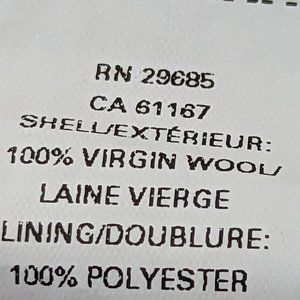 RN 29685
CA 61167
SHELL/EXTÉRIEUR:
100% VIRGIN WOOL/
LAINE VIERGE
LINING/DOUBLURE:
100% POLYESTER